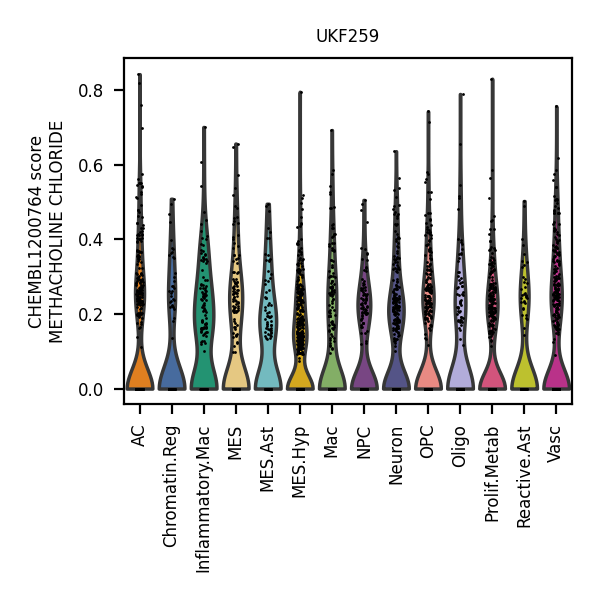 UKF259
CHEMBL1200764 score
METHACHOLINE CHLORIDE
0.8
0.6
0.4
0.2
0.0
AC
Chromatin.Reg
Inflammatory.Mac
MES
MES.Ast
MES.Hyp
Mac
NPC
Neuron
OPC
Oligo
Prolif.Metab
Reactive.Ast
Vasc